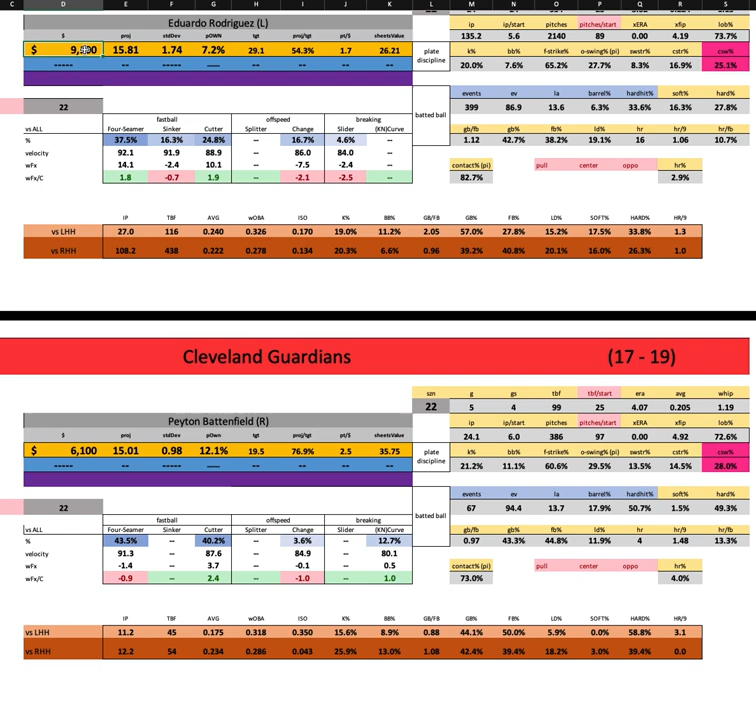 C D E F G H I J K L M N O P Q R S
Eduardo Rodriguez (L) ip ip/start pitches pitches/start xERA xfip lob%
135.2 5.6 2140 89 0.00 4.19 73.7%
$ proj stdDev pOWN tgt proj/tgt pt/$ sheetsValue
$ 15.81 1.74 7.2% 29.1 54.3% 1.7 26.21 plate discipline k% bb% f-strike% o-swing% (pi) swstr% cstr% csw%
----- -- ----- ___ -- -- -- -- 20.0% 7.6% 65.2% 27.7% 8.3% 16.9% 25.1%
events ev la barrel% hardhit% soft% hard%
22 399 86.9 13.6 6.3% 33.6% 16.3% 27.8%
fastball offspeed breaking batted ball
vs ALL Four-Seamer Sinker Cutter Splitter Change Slider (KN)Curve gb/fb gb% fb% ld% hr hr/9 hr/fb
% 37.5% 16.3% 24.8% -- 16.7% 4.6% -- 1.12 42.7% 38.2% 19.1% 16 1.06 10.7%
velocity 92.1 91.9 88.9 -- 86.0 84.0 --
wFx 14.1 -2.4 10.1 -- -7.5 -2.4 -- contact% (pi) pull center oppo hr%
wFx/C 1.8 -0.7 1.9 -- -2.1 -2.5 -- 82.7% 2.9%
IP TBF AVG wOBA ISO K% BB% GB/FB GB% FB% LD% SOFT% HARD% HR/9
vs LHH 27.0 116 0.240 0.326 0.170 19.0% 11.2% 2.05 57.0% 27.8% 15.2% 17.5% 33.8% 1.3
vs RHH 108.2 438 0.222 0.278 0.134 20.3% 6.6% 0.96 39.2% 40.8% 20.1% 16.0% 26.3% 1.0
Cleveland Guardians (17 - 19)
szn g gs tbf tbf/start era avg whip
22 5 4 99 25 4.07 0.205 1.19
Peyton Battenfield (R) ip ip/start pitches pitches/start xERA xfip lob%
$ proj stdDev pOwn tgt proj/tgt pt/$ sheetsValue 24.1 6.0 386 97 0.00 4.92 72.6%
$ 6,100 15.01 0.98 12.1% 19.5 76.9% 2.5 35.75 plate discipline k% bb% f-strike% o-swing% (pi) swstr% cstr% csw%
----- -- ----- ___ -- -- -- -- 21.2% 11.1% 60.6% 29.5% 13.5% 14.5% 28.0%
events ev la barrel% hardhit% soft% hard%
22 67 94.4 13.7 17.9% 50.7% 1.5% 49.3%
fastball offspeed breaking batted ball
vs ALL Four-Seamer Sinker Cutter Splitter Change Slider (KN)Curve gb/fb gb% fb% ld% hr hr/9 hr/fb
% 43.5% -- 40.2% -- 3.6% -- 12.7% 0.97 43.3% 44.8% 11.9% 4 1.48 13.3%
velocity 91.3 -- 87.6 -- 84.9 -- 80.1
wFx -1.4 -- 3.7 -- -0.1 -- 0.5 contact% (pi) pull center oppo hr%
wFx/C -0.9 -- 2.4 -- -1.0 -- 1.0 73.0% 4.0%
IP TBF AVG wOBA ISO K% BB% GB/FB GB% FB% LD% SOFT% HARD% HR/9
vs LHH 11.2 45 0.175 0.318 0.350 15.6% 8.9% 0.88 44.1% 50.0% 5.9% 0.0% 58.8% 3.1
vs RHH 12.2 54 0.234 0.286 0.043 25.9% 13.0% 1.08 42.4% 39.4% 18.2% 3.0% 39.4% 0.0